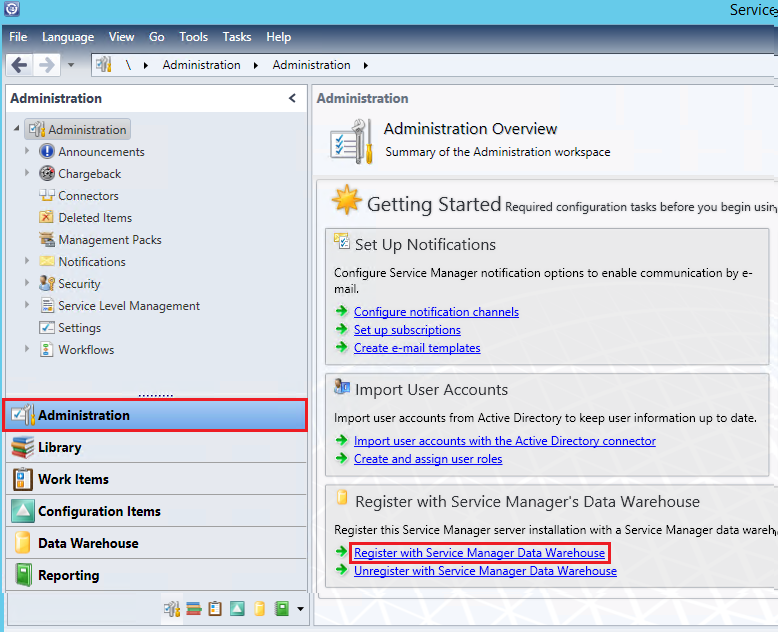 Service
File Language View Go Tools Tasks Help
\ Administration Administration
Administration
Administration
Announcements
Chargeback
Connectors
Deleted Items
Management Packs
Notifications
Security
Service Level Management
Settings
Workflows
Administration
Library
Work Items
Configuration Items
Data Warehouse
Reporting
Administration
Administration Overview
Summary of the Administration workspace
Getting Started Required configuration tasks before you begin usin
Set Up Notifications
Configure Service Manager notification options to enable communication by e-
mail.
Configure notification channels
Set up subscriptions
Create e-mail templates
Import User Accounts
Import user accounts from Active Directory to keep user information up to date.
Import user accounts with the Active Directory connector
Create and assign user roles
Register with Service Manager's Data Warehouse
Register this Service Manager server installation with a Service Manager data wareh
Register with Service Manager Data Warehouse
Unregister with Service Manager Data Warehouse